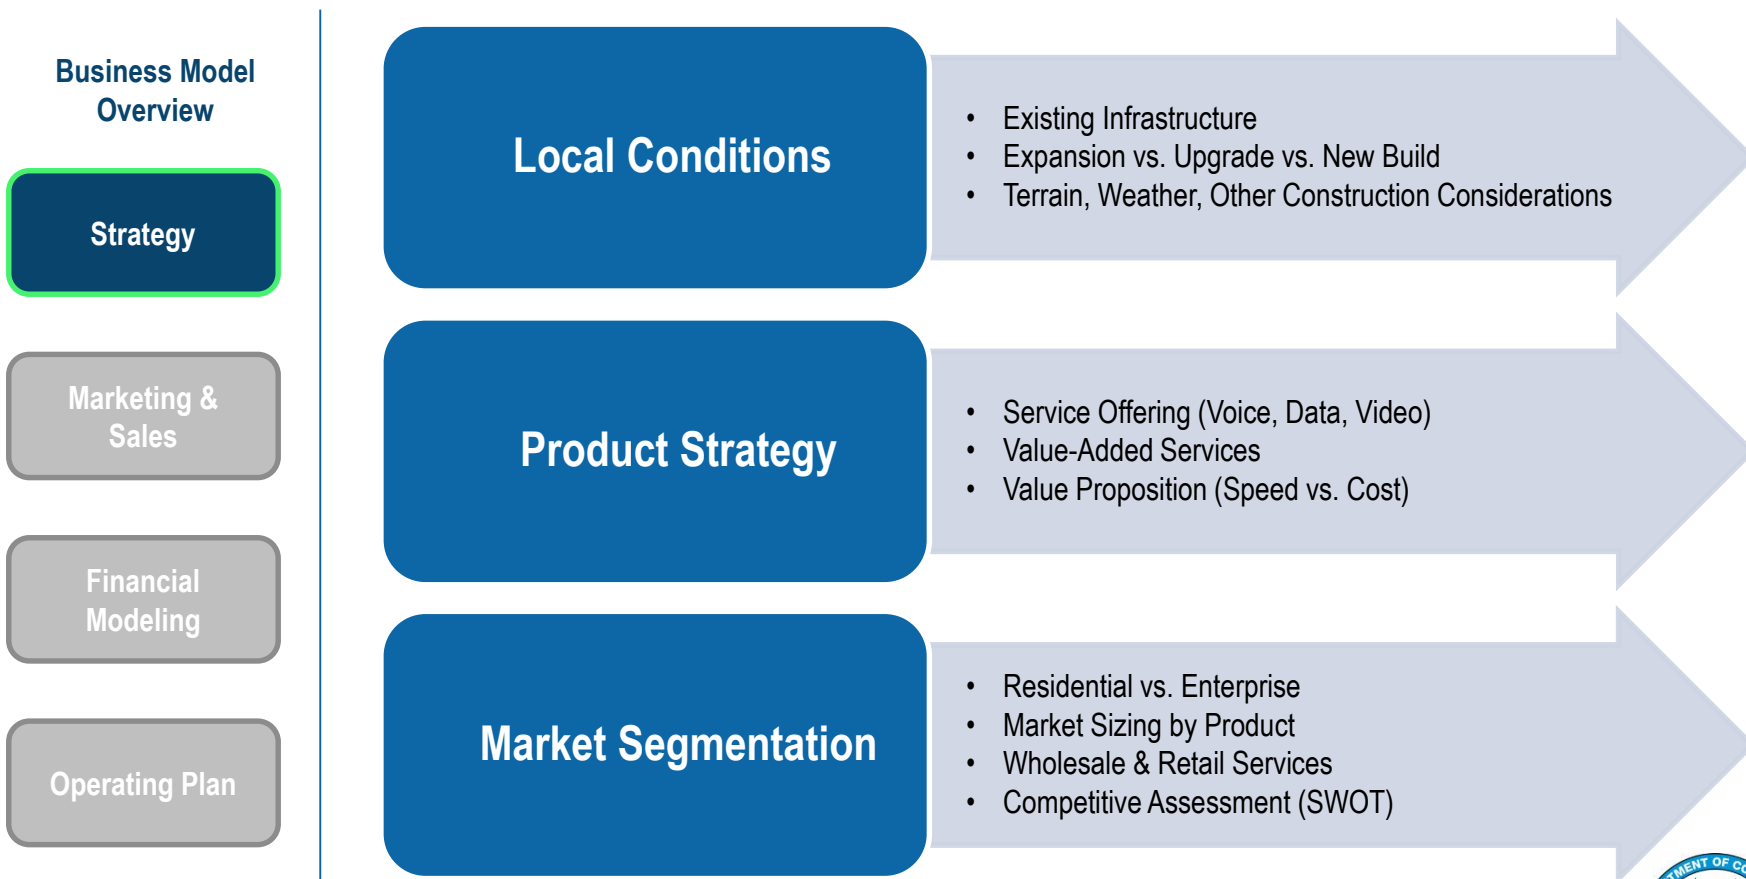 Business Model
Overview
Strategy
Marketing &
Sales
Financial
Modeling
Operating Plan
Local Conditions
• Existing Infrastructure
• Expansion vs. Upgrade vs. New Build
• Terrain, Weather, Other Construction Considerations
Product Strategy
• Service Offering (Voice, Data, Video)
• Value-Added Services
• Value Proposition (Speed vs. Cost)
Market Segmentation
• Residential vs. Enterprise
• Market Sizing by Product
• Wholesale & Retail Services
• Competitive Assessment (SWOT)
OF